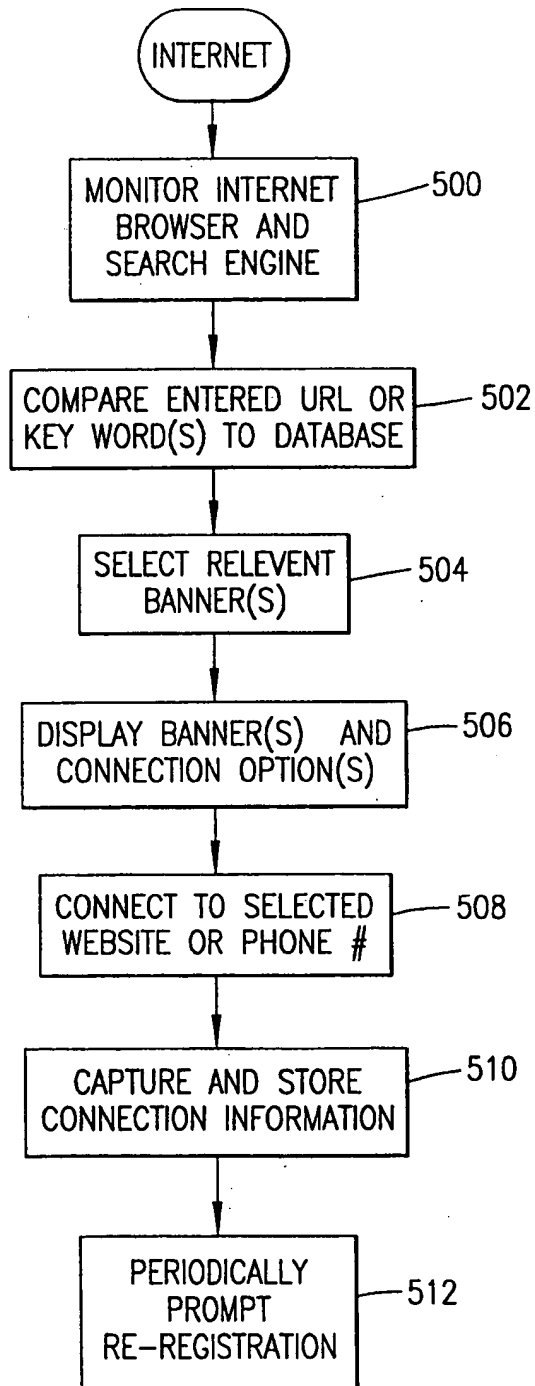 INTERNET
MONITOR INTERNET
BROWSER AND
SEARCH ENGINE
500
COMPARE ENTERED URL OR
KEY WORD(S) TO DATABASE
502
SELECT RELEVENT
BANNER(S)
504
DISPLAY BANNER(S) AND
CONNECTION OPTION(S)
506
CONNECT TO SELECTED
WEBSITE OR PHONE #
508
CAPTURE AND STORE
CONNECTION INFORMATION
510
PERIODICALLY
PROMPT
RE-REGISTRATION
512